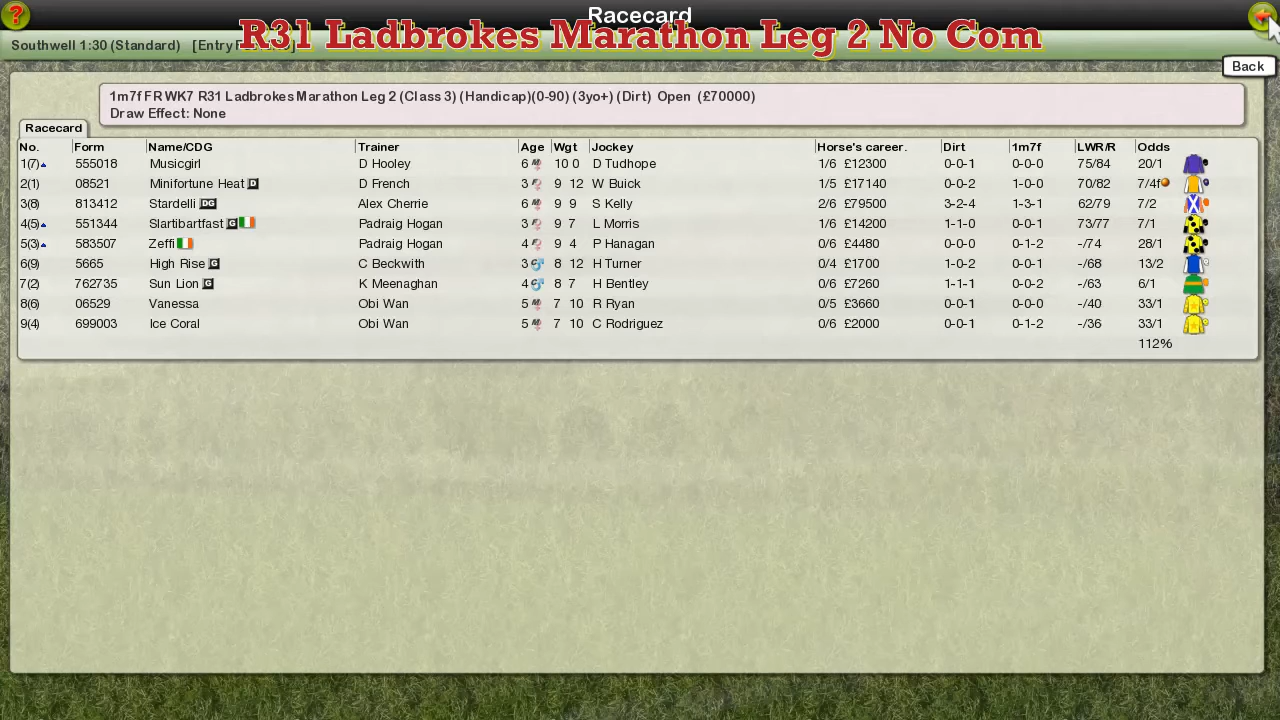 Racecard
R31 Ladbrokes Marathon Leg 2 No Com
Southwell 1:30 (Standard) [Entry
Back
1m7f FR WK7 R31 Ladbrokes Marathon Leg 2 (Class 3) (Handicap)(0-90) (3yo+) (Dirt) Open (£70000)
Draw Effect: None
Racecard
No. Form Name/CDG Trainer Age Wgt Jockey Horse's career. Dirt 1m7f LWR/R Odds
1(7) 555018 Musicgirl D Hooley 6 10 0 D Tudhope 1/6 £12300 0-0-1 0-0-0 75/84 20/1
2(1) 08521 Minifortune Heat D D French 3 9 12 W Buick 1/5 £17140 0-0-2 1-0-0 70/82 7/4f
3(8) 813412 Stardelli DG Alex Cherrie 6 9 9 S Kelly 2/6 £79500 3-2-4 1-3-1 62/79 7/2
4(5) 551344 Slartibartfast G Padraig Hogan 3 9 7 L Morris 1/6 £14200 1-1-0 0-0-1 73/77 7/1
5(3) 583507 Zeffi Padraig Hogan 4 9 4 P Hanagan 0/6 £4480 0-0-0 0-1-2 -/74 28/1
6(9) 5665 High Rise G C Beckwith 3 8 12 H Turner 0/4 £1700 1-0-2 0-0-1 -/68 13/2
7(2) 762735 Sun Lion G K Meenaghan 4 8 7 H Bentley 0/6 £7260 1-1-1 0-0-2 -/63 6/1
8(6) 06529 Vanessa Obi Wan 5 7 10 R Ryan 0/5 £3660 0-0-1 0-0-1 -/40 33/1
9(4) 699003 Ice Coral Obi Wan 5 7 10 C Rodriguez 0/6 £2000 0-0-1 0-1-2 -/36 33/1
112%